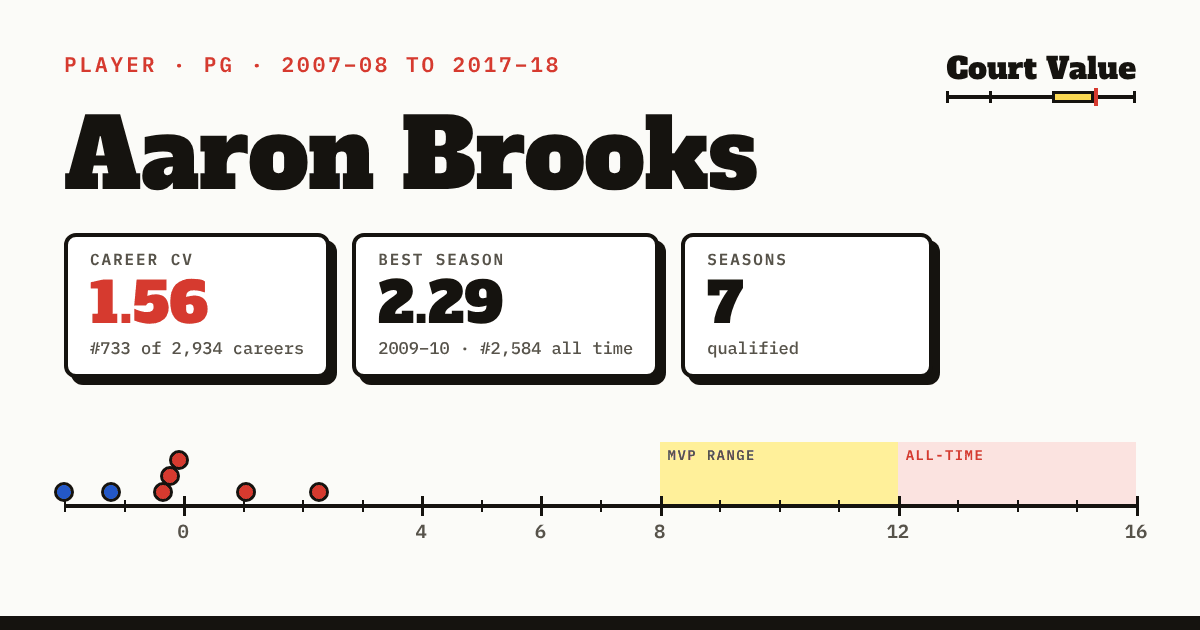 PLAYER · PG · 2007–08 TO 2017–18
Court Value
Aaron Brooks
CAREER CV
1.56
#733 of 2,934 careers
BEST SEASON
2.29
2009–10 · #2,584 all time
SEASONS
7
qualified
MVP RANGE
ALL-TIME
0
4
6
8
12
16